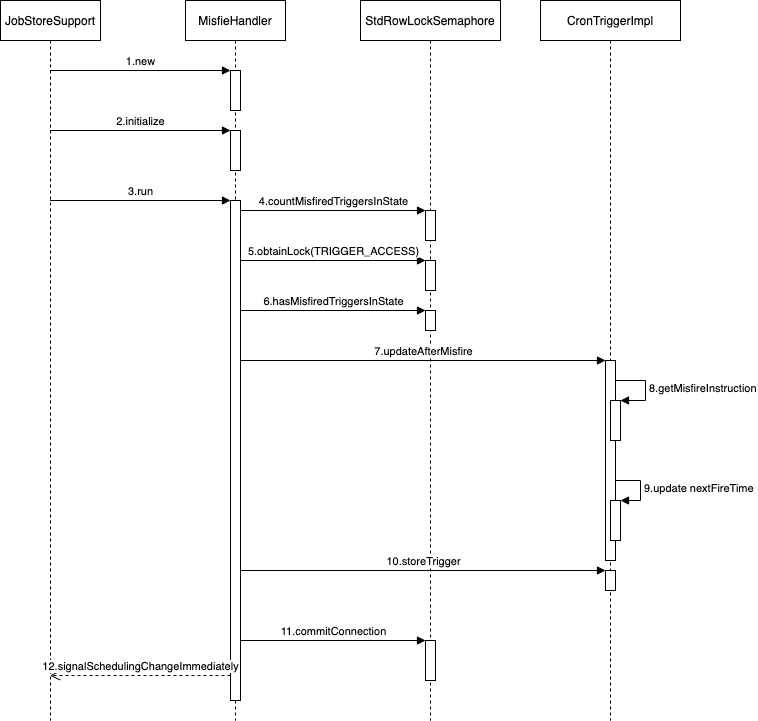 JobStoreSupport
MisfieHandler
StdRowLockSemaphore
CronTriggerImpl
1.new
2.initialize
3.run
4.countMisfiredTriggersInState
5.obtainLock(TRIGGER_ACCESS)
6.hasMisfiredTriggersInState
7.updateAfterMisfire
8.getMisfireInstruction
9.update nextFireTime
10.storeTrigger
11.commitConnection
12.signalSchedulingChangeImmediately